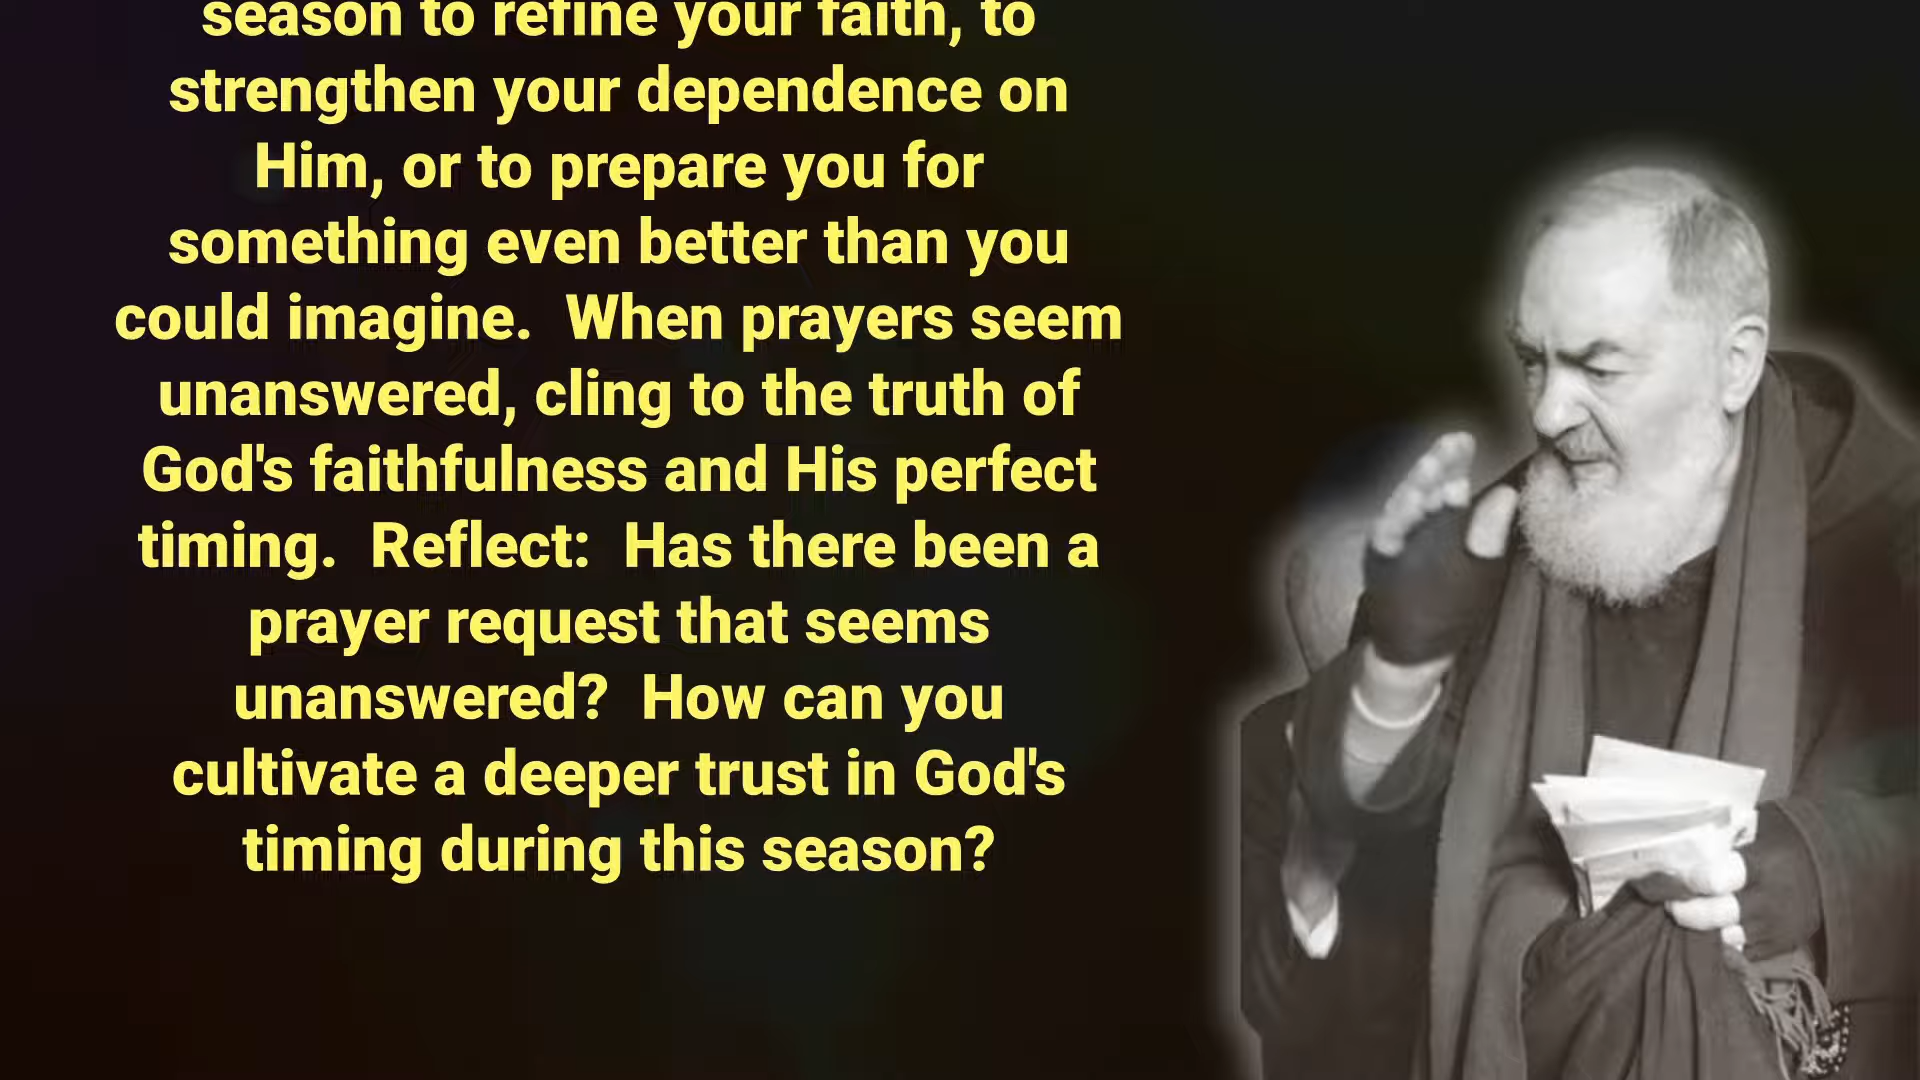 season to refine your faith, to
strengthen your dependence on
Him, or to prepare you for
something even better than you
could imagine.  When prayers seem
unanswered, cling to the truth of
God's faithfulness and His perfect
timing.  Reflect:  Has there been a
prayer request that seems
unanswered?  How can you
cultivate a deeper trust in God's
timing during this season?